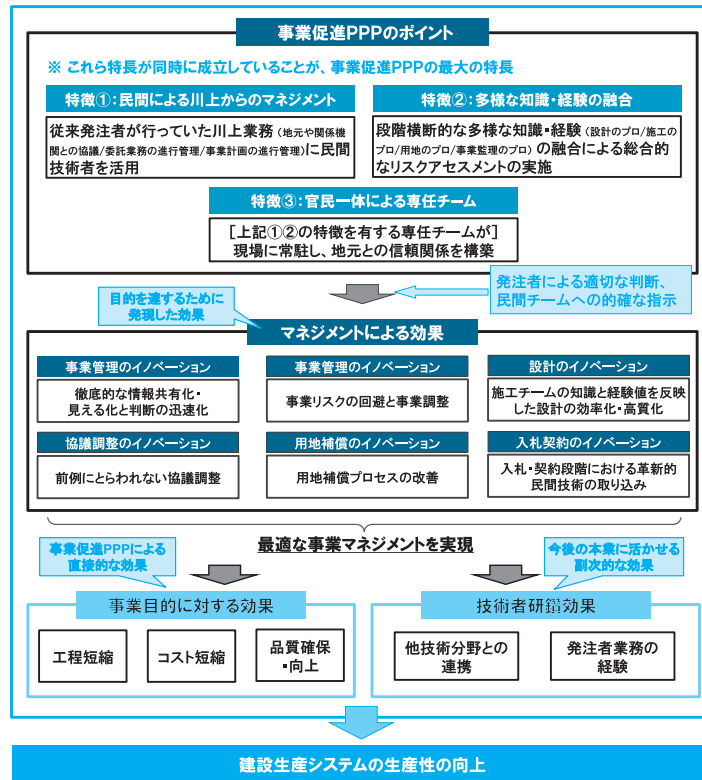 事業促進PPPのポイント
※ これら特長が同時に成立していることが、事業促進PPPの最大の特長
特徴①：民間による川上からのマネジメント
従来発注者が行っていた川上業務（地元や関係機
関との協議/委託業務の進行管理/事業計画の進行管理）に民間
技術者を活用
特徴②：多様な知識・経験の融合
段階横断的な多様な知識・経験（設計のプロ/施工の
プロ/用地のプロ/事業監理のプロ）の融合による総合的
なリスクアセスメントの実施
特徴③：官民一体による専任チーム
［上記①②の特徴を有する専任チームが］
現場に常駐し、地元との信頼関係を構築
発注者による適切な判断、
民間チームへの的確な指示
目的を達するために
発現した効果
マネジメントによる効果
事業管理のイノベーション
徹底的な情報共有化・
見える化と判断の迅速化
事業管理のイノベーション
事業リスクの回避と事業調整
設計のイノベーション
施工チームの知識と経験値を反映
した設計の効率化・高質化
協議調整のイノベーション
前例にとらわれない協議調整
用地補償のイノベーション
用地補償プロセスの改善
入札契約のイノベーション
入札・契約段階における革新的
民間技術の取り込み
最適な事業マネジメントを実現
事業促進PPPによる
直接的な効果
今後の本業に活かせる
副次的な効果
事業目的に対する効果
工程短縮
コスト短縮
品質確保
・向上
技術者研鑽効果
他技術分野との
連携
発注者業務の
経験
建設生産システムの生産性の向上